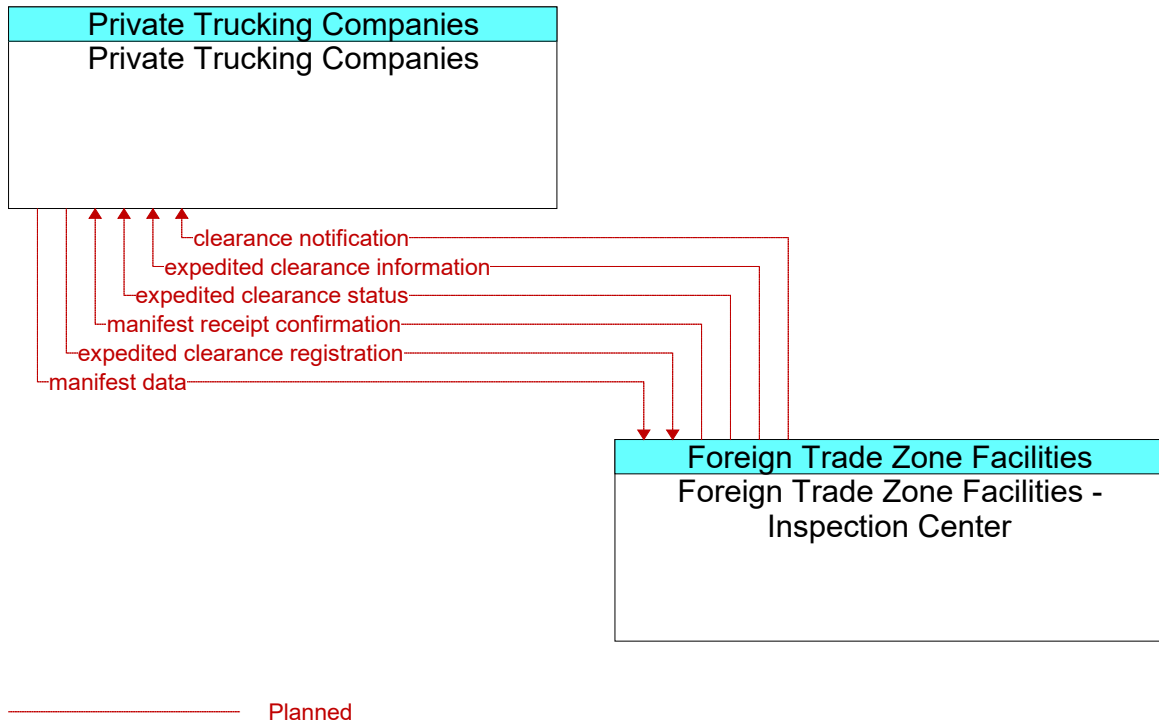 Private Trucking Companies
Private Trucking Companies
clearance notification
expedited clearance information
expedited clearance status
manifest receipt confirmation
expedited clearance registration
manifest data
Foreign Trade Zone Facilities
Foreign Trade Zone Facilities -
Inspection Center
Planned